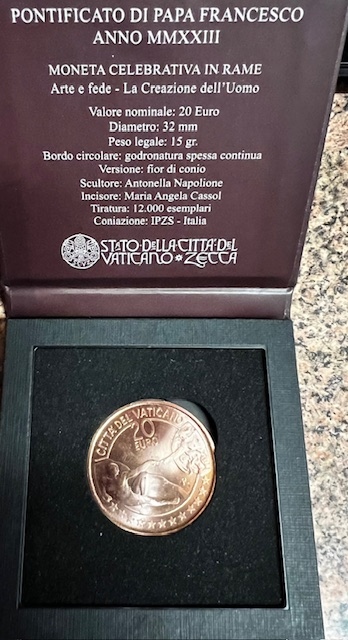 PONTIFICATO DI PAPA FRANCESCO
ANNO MMXXIII
MONETA CELEBRATIVA IN RAME
Arte e fede - La Creazione dell'Uomo
Valore nominale: 20 Euro
Diametro: 32 mm
Peso legale: 15 gr.
Bordo circolare: godronatura spessa continua
Versione: fior di conio
Scultore: Antonella Napolione
Incisore: Maria Angela Cassol
Tiratura: 12.000 esemplari
Coniazione: IPZS - Italia
STATO·DELLA·CITTÀ·DEL
VATICANO * ZECCA
CITTÀ DEL VATICANO
20
EURO